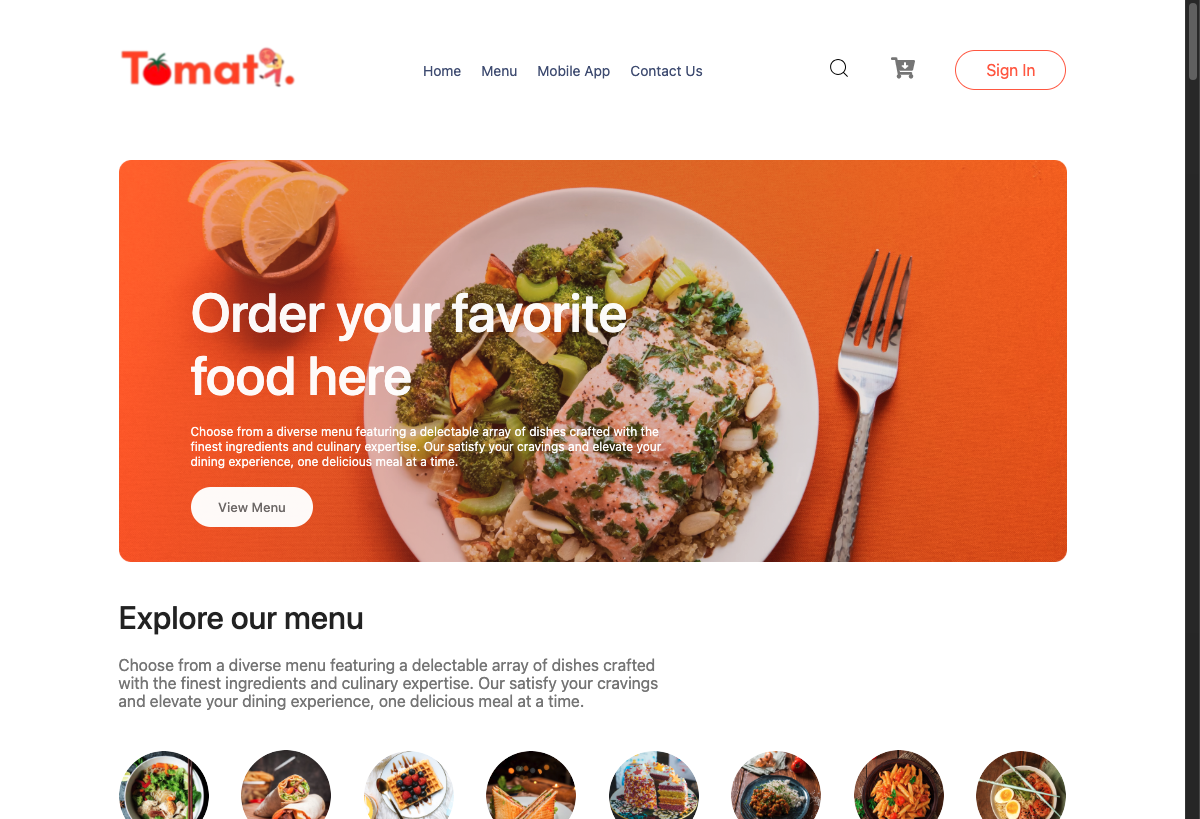 Tomato.
Home Menu Mobile App Contact Us
Sign In
Order your favorite
food here
Choose from a diverse menu featuring a delectable array of dishes crafted with the
finest ingredients and culinary expertise. Our satisfy your cravings and elevate your
dining experience, one delicious meal at a time.
View Menu
Explore our menu
Choose from a diverse menu featuring a delectable array of dishes crafted
with the finest ingredients and culinary expertise. Our satisfy your cravings
and elevate your dining experience, one delicious meal at a time.